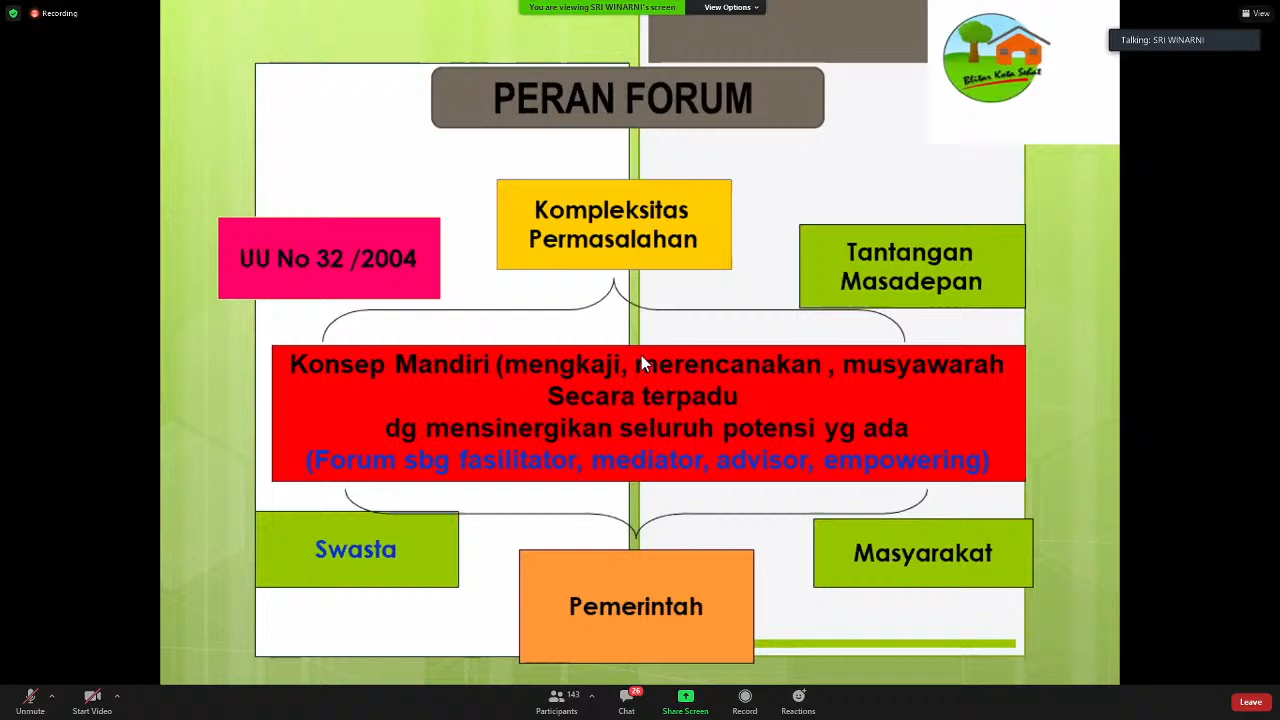 Recording
You are viewing SRI WINARNI's screen
View Options
View
Talking: SRI WINARNI
Blitar Kota Sehat
PERAN FORUM
Kompleksitas
Permasalahan
UU No 32 /2004
Tantangan
Masadepan
Konsep Mandiri (mengkaji, merencanakan , musyawarah
Secara terpadu
dg mensinergikan seluruh potensi yg ada
(Forum sbg fasilitator, mediator, advisor, empowering)
Swasta
Masyarakat
Pemerintah
Unmute
Start Video
143
Participants
26
Chat
Share Screen
Record
Reactions
Leave